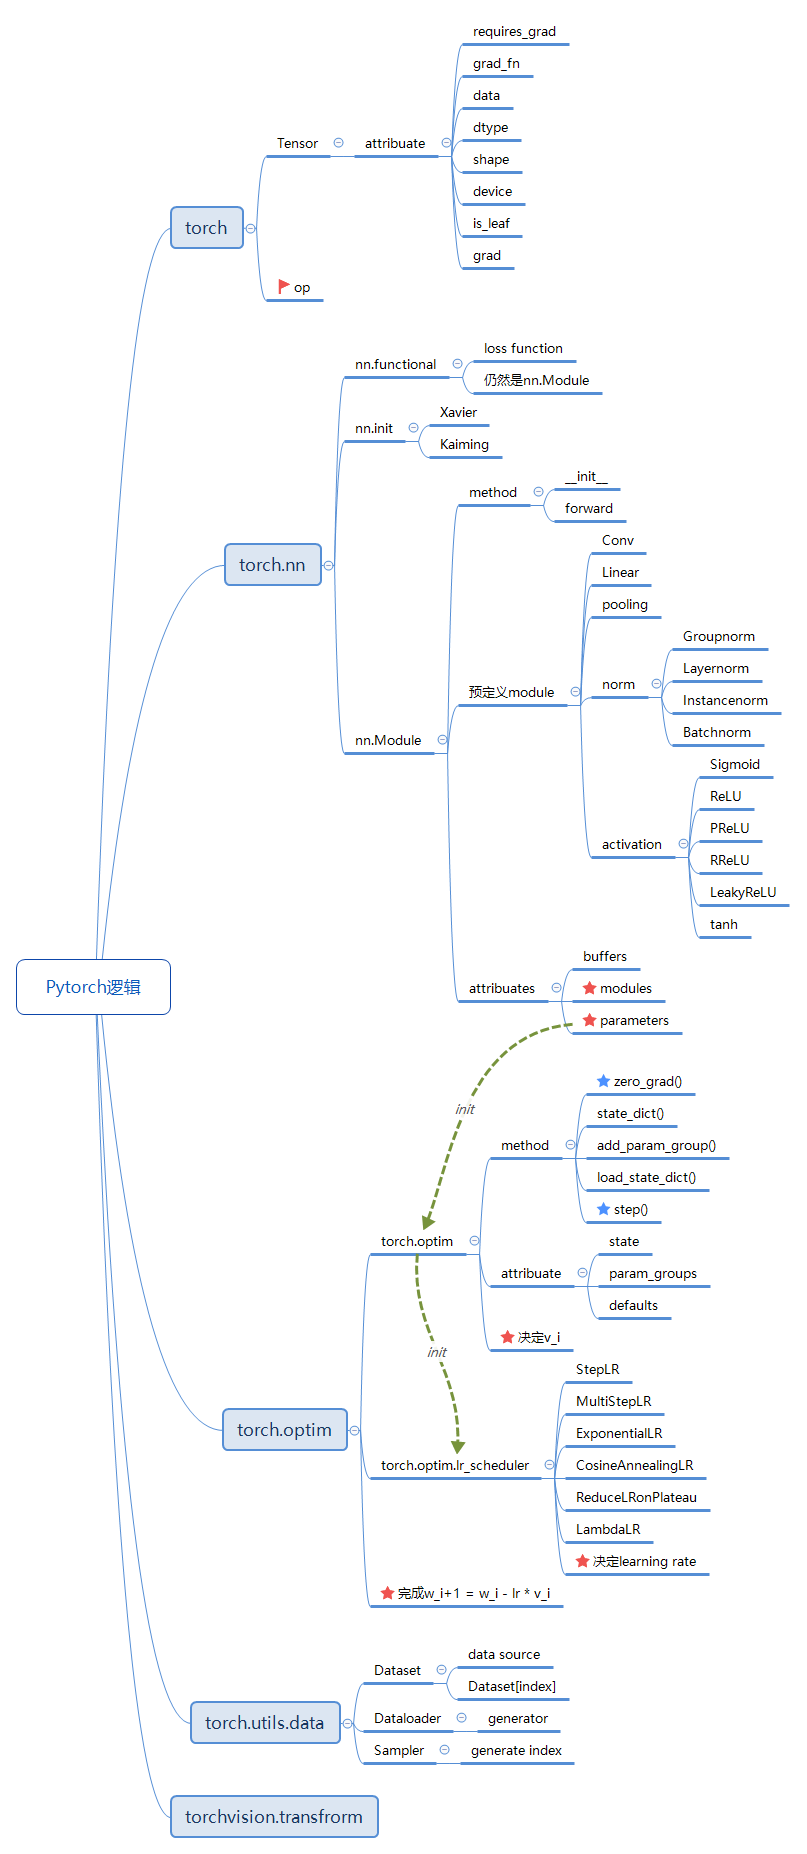 requires_grad
grad_fn
data
dtype
Tensor
attribuate
shape
device
is_leaf
grad
torch
op
nn.functional
loss function
仍然是nn.Module
nn.init
Xavier
Kaiming
method
__init__
forward
torch.nn
Conv
Linear
pooling
预定义module
norm
Groupnorm
Layernorm
Instancenorm
Batchnorm
nn.Module
activation
Sigmoid
ReLU
PReLU
RReLU
LeakyReLU
tanh
attribuates
buffers
modules
parameters
Pytorch逻辑
init
method
zero_grad()
state_dict()
add_param_group()
load_state_dict()
step()
torch.optim
attribuate
state
param_groups
defaults
决定v_i
init
torch.optim
torch.optim.lr_scheduler
StepLR
MultiStepLR
ExponentialLR
CosineAnnealingLR
ReduceLRonPlateau
LambdaLR
决定learning rate
完成w_i+1 = w_i - lr * v_i
Dataset
data source
Dataset[index]
torch.utils.data
Dataloader
generator
Sampler
generate index
torchvision.transfrorm